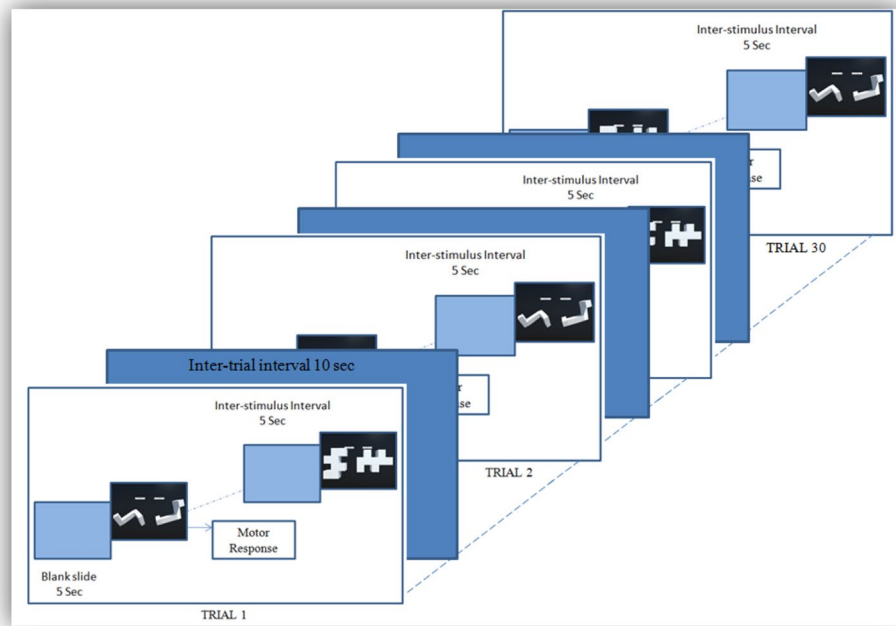 Inter-stimulus Interval
5 Sec
Inter-stimulus Interval
5 Sec
TRIAL 30
Inter-stimulus Interval
5 Sec
Inter-trial interval 10 sec
Inter-stimulus Interval
5 Sec
TRIAL 2
Motor
Response
Blank slide
5 Sec
TRIAL 1